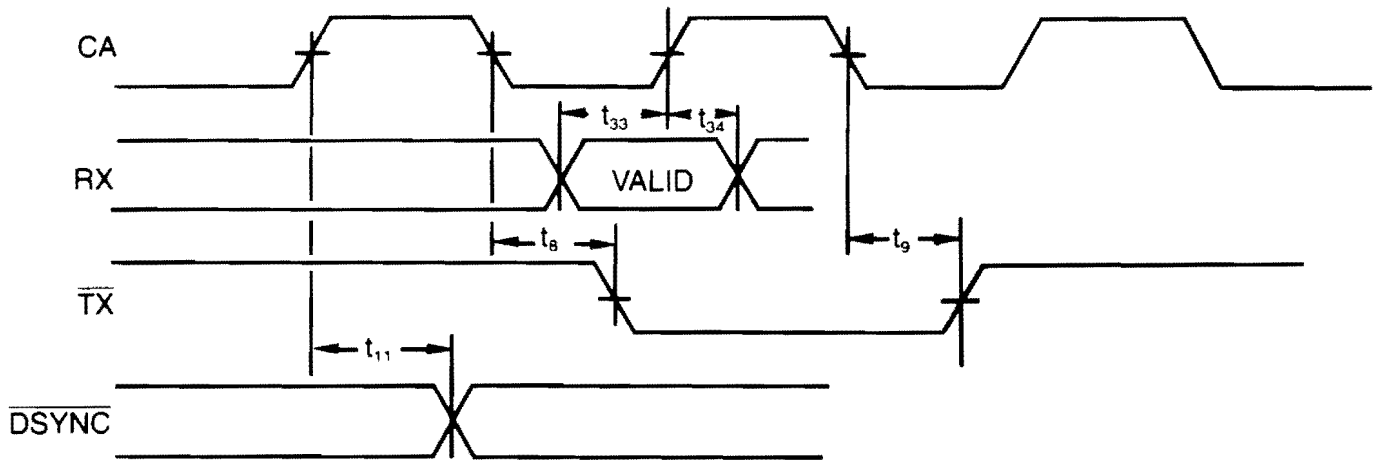 CA
t33
t34
RX
VALID
t8
t9
TX
t11
DSYNC